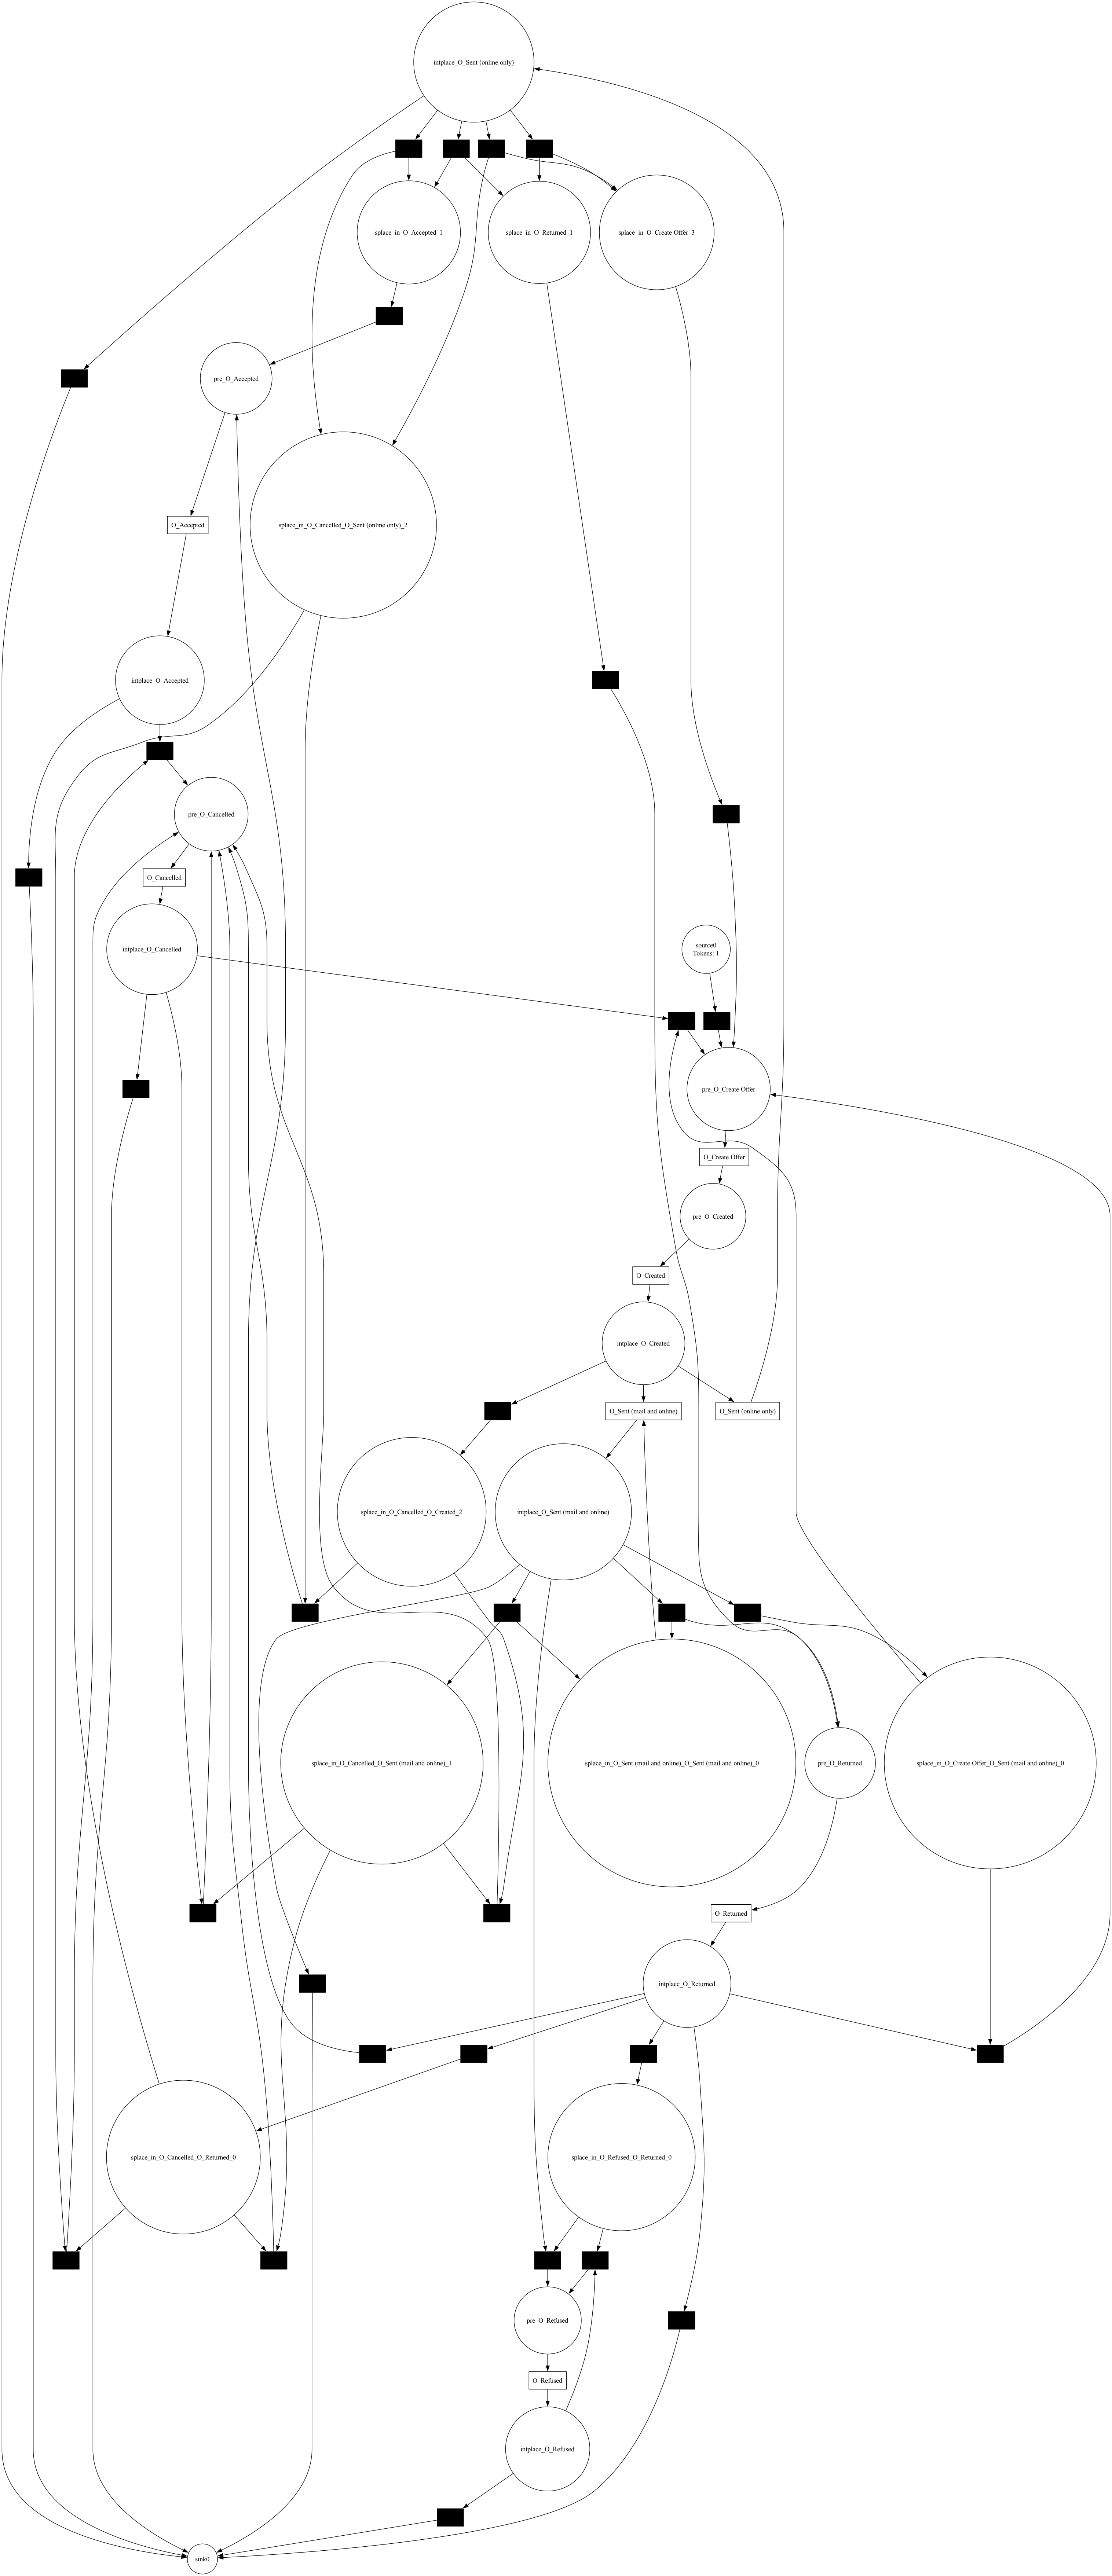 intplace_O_Sent (online only)
splace_in_O_Accepted_1
splace_in_O_Returned_1
splace_in_O_Create Offer_3
pre_O_Accepted
O_Accepted
splace_in_O_Cancelled_O_Sent (online only)_2
intplace_O_Accepted
pre_O_Cancelled
O_Cancelled
intplace_O_Cancelled
source0
Tokens: 1
pre_O_Create Offer
O_Create Offer
pre_O_Created
O_Created
intplace_O_Created
O_Sent (mail and online)
O_Sent (online only)
splace_in_O_Cancelled_O_Created_2
intplace_O_Sent (mail and online)
splace_in_O_Cancelled_O_Sent (mail and online)_1
splace_in_O_Sent (mail and online)_O_Sent (mail and online)_0
pre_O_Returned
splace_in_O_Create Offer_O_Sent (mail and online)_0
O_Returned
intplace_O_Returned
splace_in_O_Cancelled_O_Returned_0
splace_in_O_Refused_O_Returned_0
pre_O_Refused
O_Refused
intplace_O_Refused
sink0